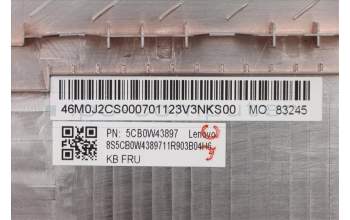 46M0J2CS000701123V3NKS00 MO 83245
PN: 5CB0W43897 Lenovo
8S5CB0W4389711R903B04H6
KB FRU